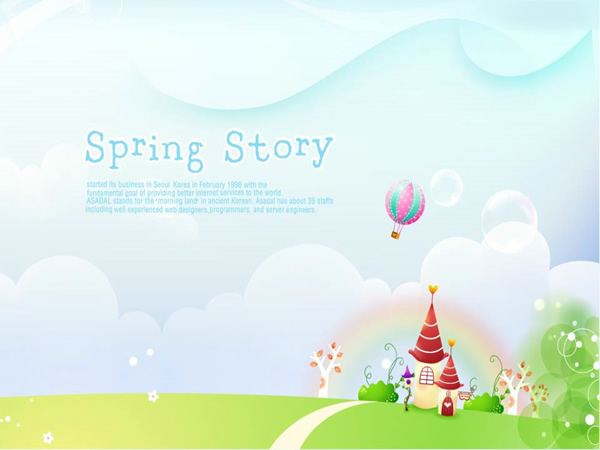 Spring Story
started its business in Seoul Korea in February 1998 with the
fundamental goal of providing better internet services to the world.
ASADAL stands for the "morning land" in ancient Korean. Asadal has about 35 staffs
including well-experienced web designers, programmers, and server engineers.